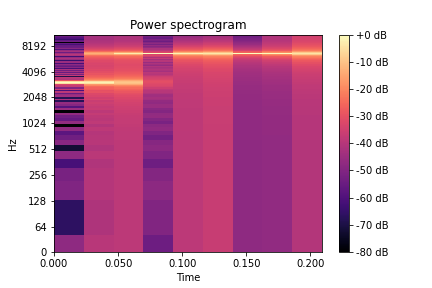 Power spectrogram
8192
4096
2048
1024
512
256
128
64
0
Hz
0.000 0.050 0.100 0.150 0.200
Time
+0 dB
-10 dB
-20 dB
-30 dB
-40 dB
-50 dB
-60 dB
-70 dB
-80 dB